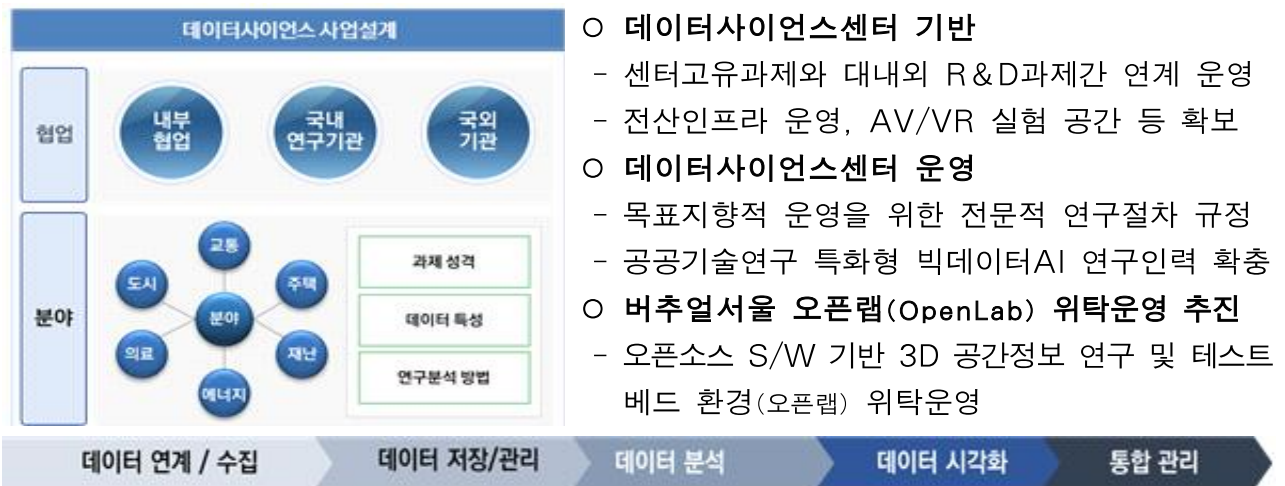 데이터사이언스 사업설계
협업
내부
협업
국내
연구기관
국외
기관
분야
교통
도시
주택
분야
의료
재난
에너지
과제 성격
데이터 특성
연구분석 방법
○ 데이터사이언스센터 기반
- 센터고유과제와 대내외 R&D과제간 연계 운영
- 전산인프라 운영, AV/VR 실험 공간 등 확보
○ 데이터사이언스센터 운영
- 목표지향적 운영을 위한 전문적 연구절차 규정
- 공공기술연구 특화형 빅데이터AI 연구인력 확충
○ 버추얼서울 오픈랩(OpenLab) 위탁운영 추진
- 오픈소스 S/W 기반 3D 공간정보 연구 및 테스트
베드 환경(오픈랩) 위탁운영
데이터 연계 / 수집
데이터 저장/관리
데이터 분석
데이터 시각화
통합 관리